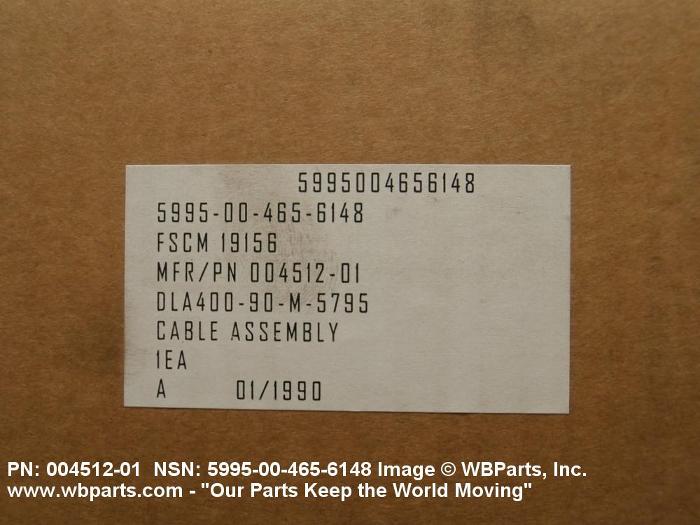 5995004656148
5995-00-465-6148
FSCM 19156
MFR/PN 004512-01
DLA400-90-M-5795
CABLE ASSEMBLY
1EA
A 01/1990
PN: 004512-01 NSN: 5995-00-465-6148 Image © WBParts, Inc.
www.wbparts.com - "Our Parts Keep the World Moving"